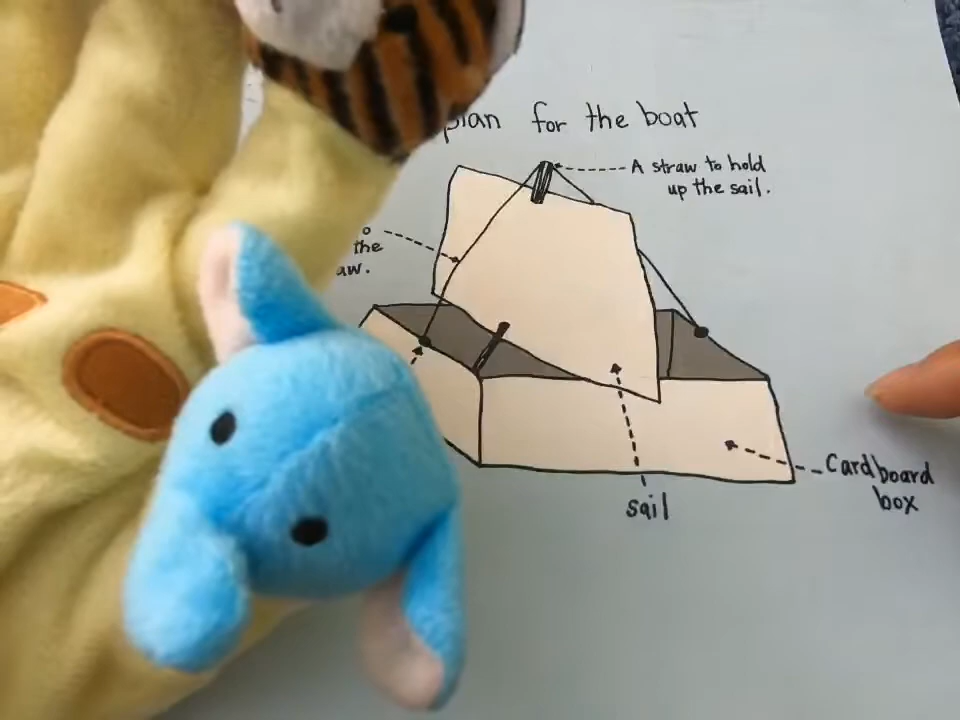 plan for the boat
A straw to hold
up the sail.
the
sail
Cardboard
box